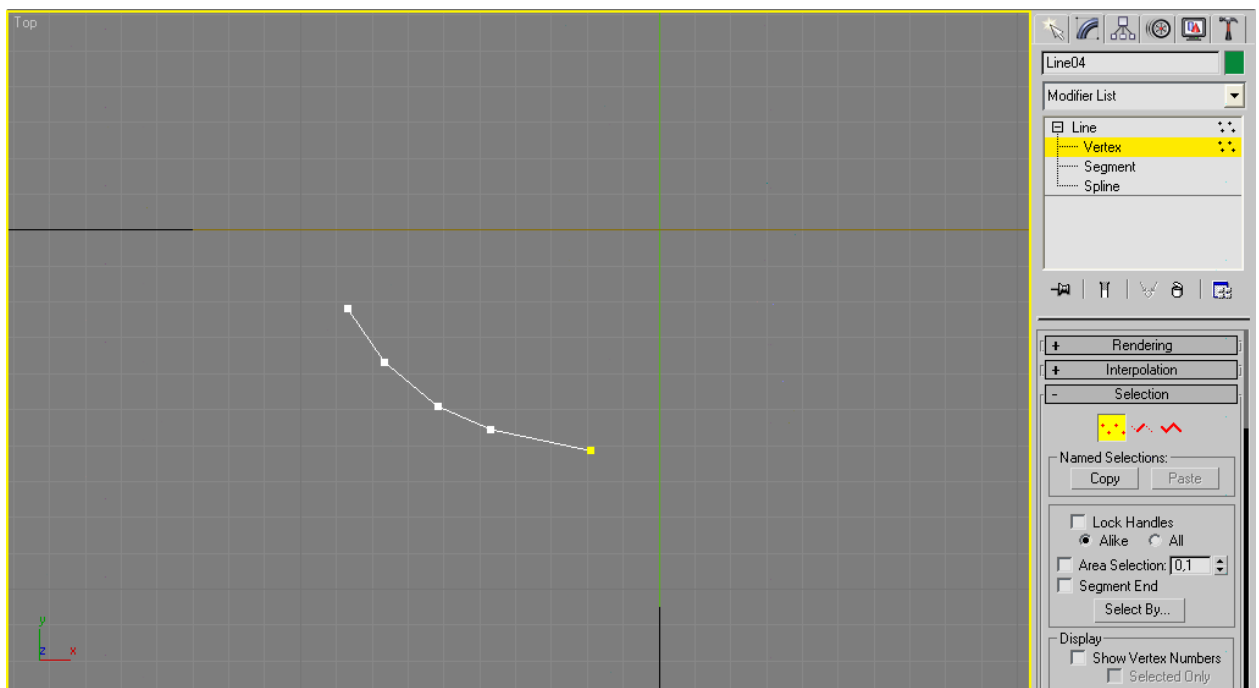 Top
Line04
Modifier List
Line
Vertex
Segment
Spline
+ Rendering
+ Interpolation
- Selection
Named Selections:
Copy Paste
Lock Handles
Alike All
Area Selection: 0,1
Segment End
Select By...
Display
Show Vertex Numbers
Selected Only
y
z x